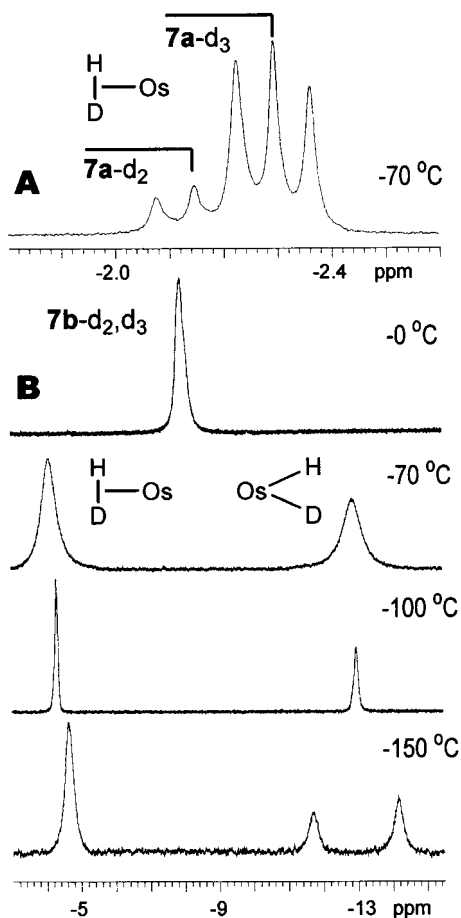 7a-d3
H
Os
D
7a-d2
A
-70 °C
-2.0
-2.4
ppm
7b-d2,d3
-0 °C
B
-70 °C
H
Os
D
H
Os
D
-100 °C
-150 °C
-5
-9
-13
ppm